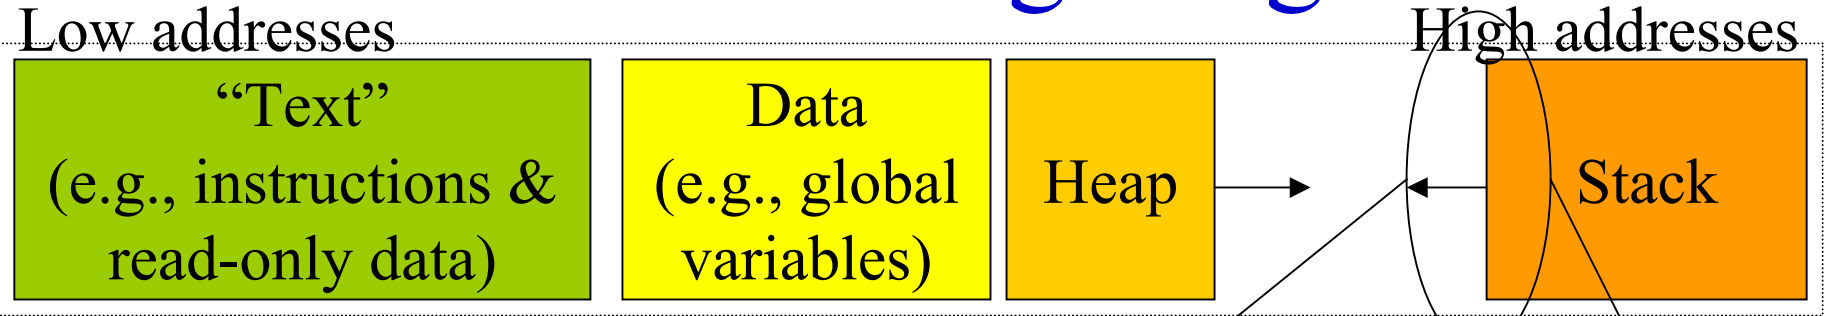 Low addresses
High addresses
“Text”
(e.g., instructions &
read-only data)
Data
(e.g., global
variables)
Heap
Stack